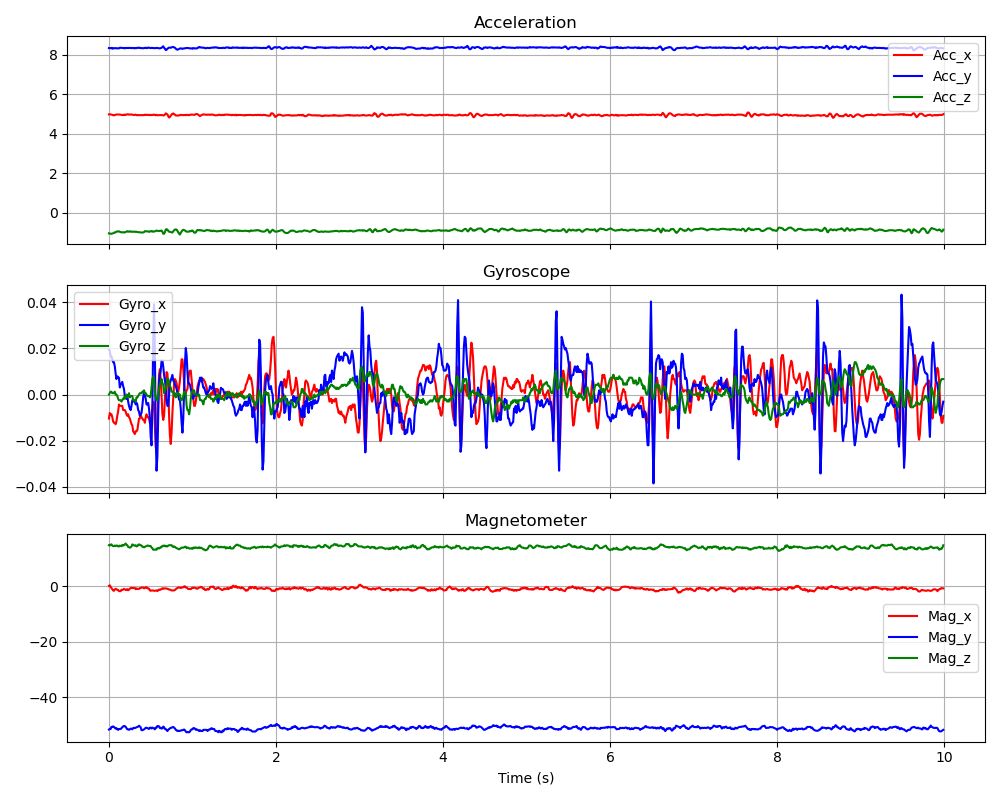 Acceleration
8
6
4
2
0
Acc_x
Acc_y
Acc_z
Gyroscope
0.04
0.02
0.00
−0.02
−0.04
Gyro_x
Gyro_y
Gyro_z
Magnetometer
0
−20
−40
Mag_x
Mag_y
Mag_z
0 2 4 6 8 10
Time (s)